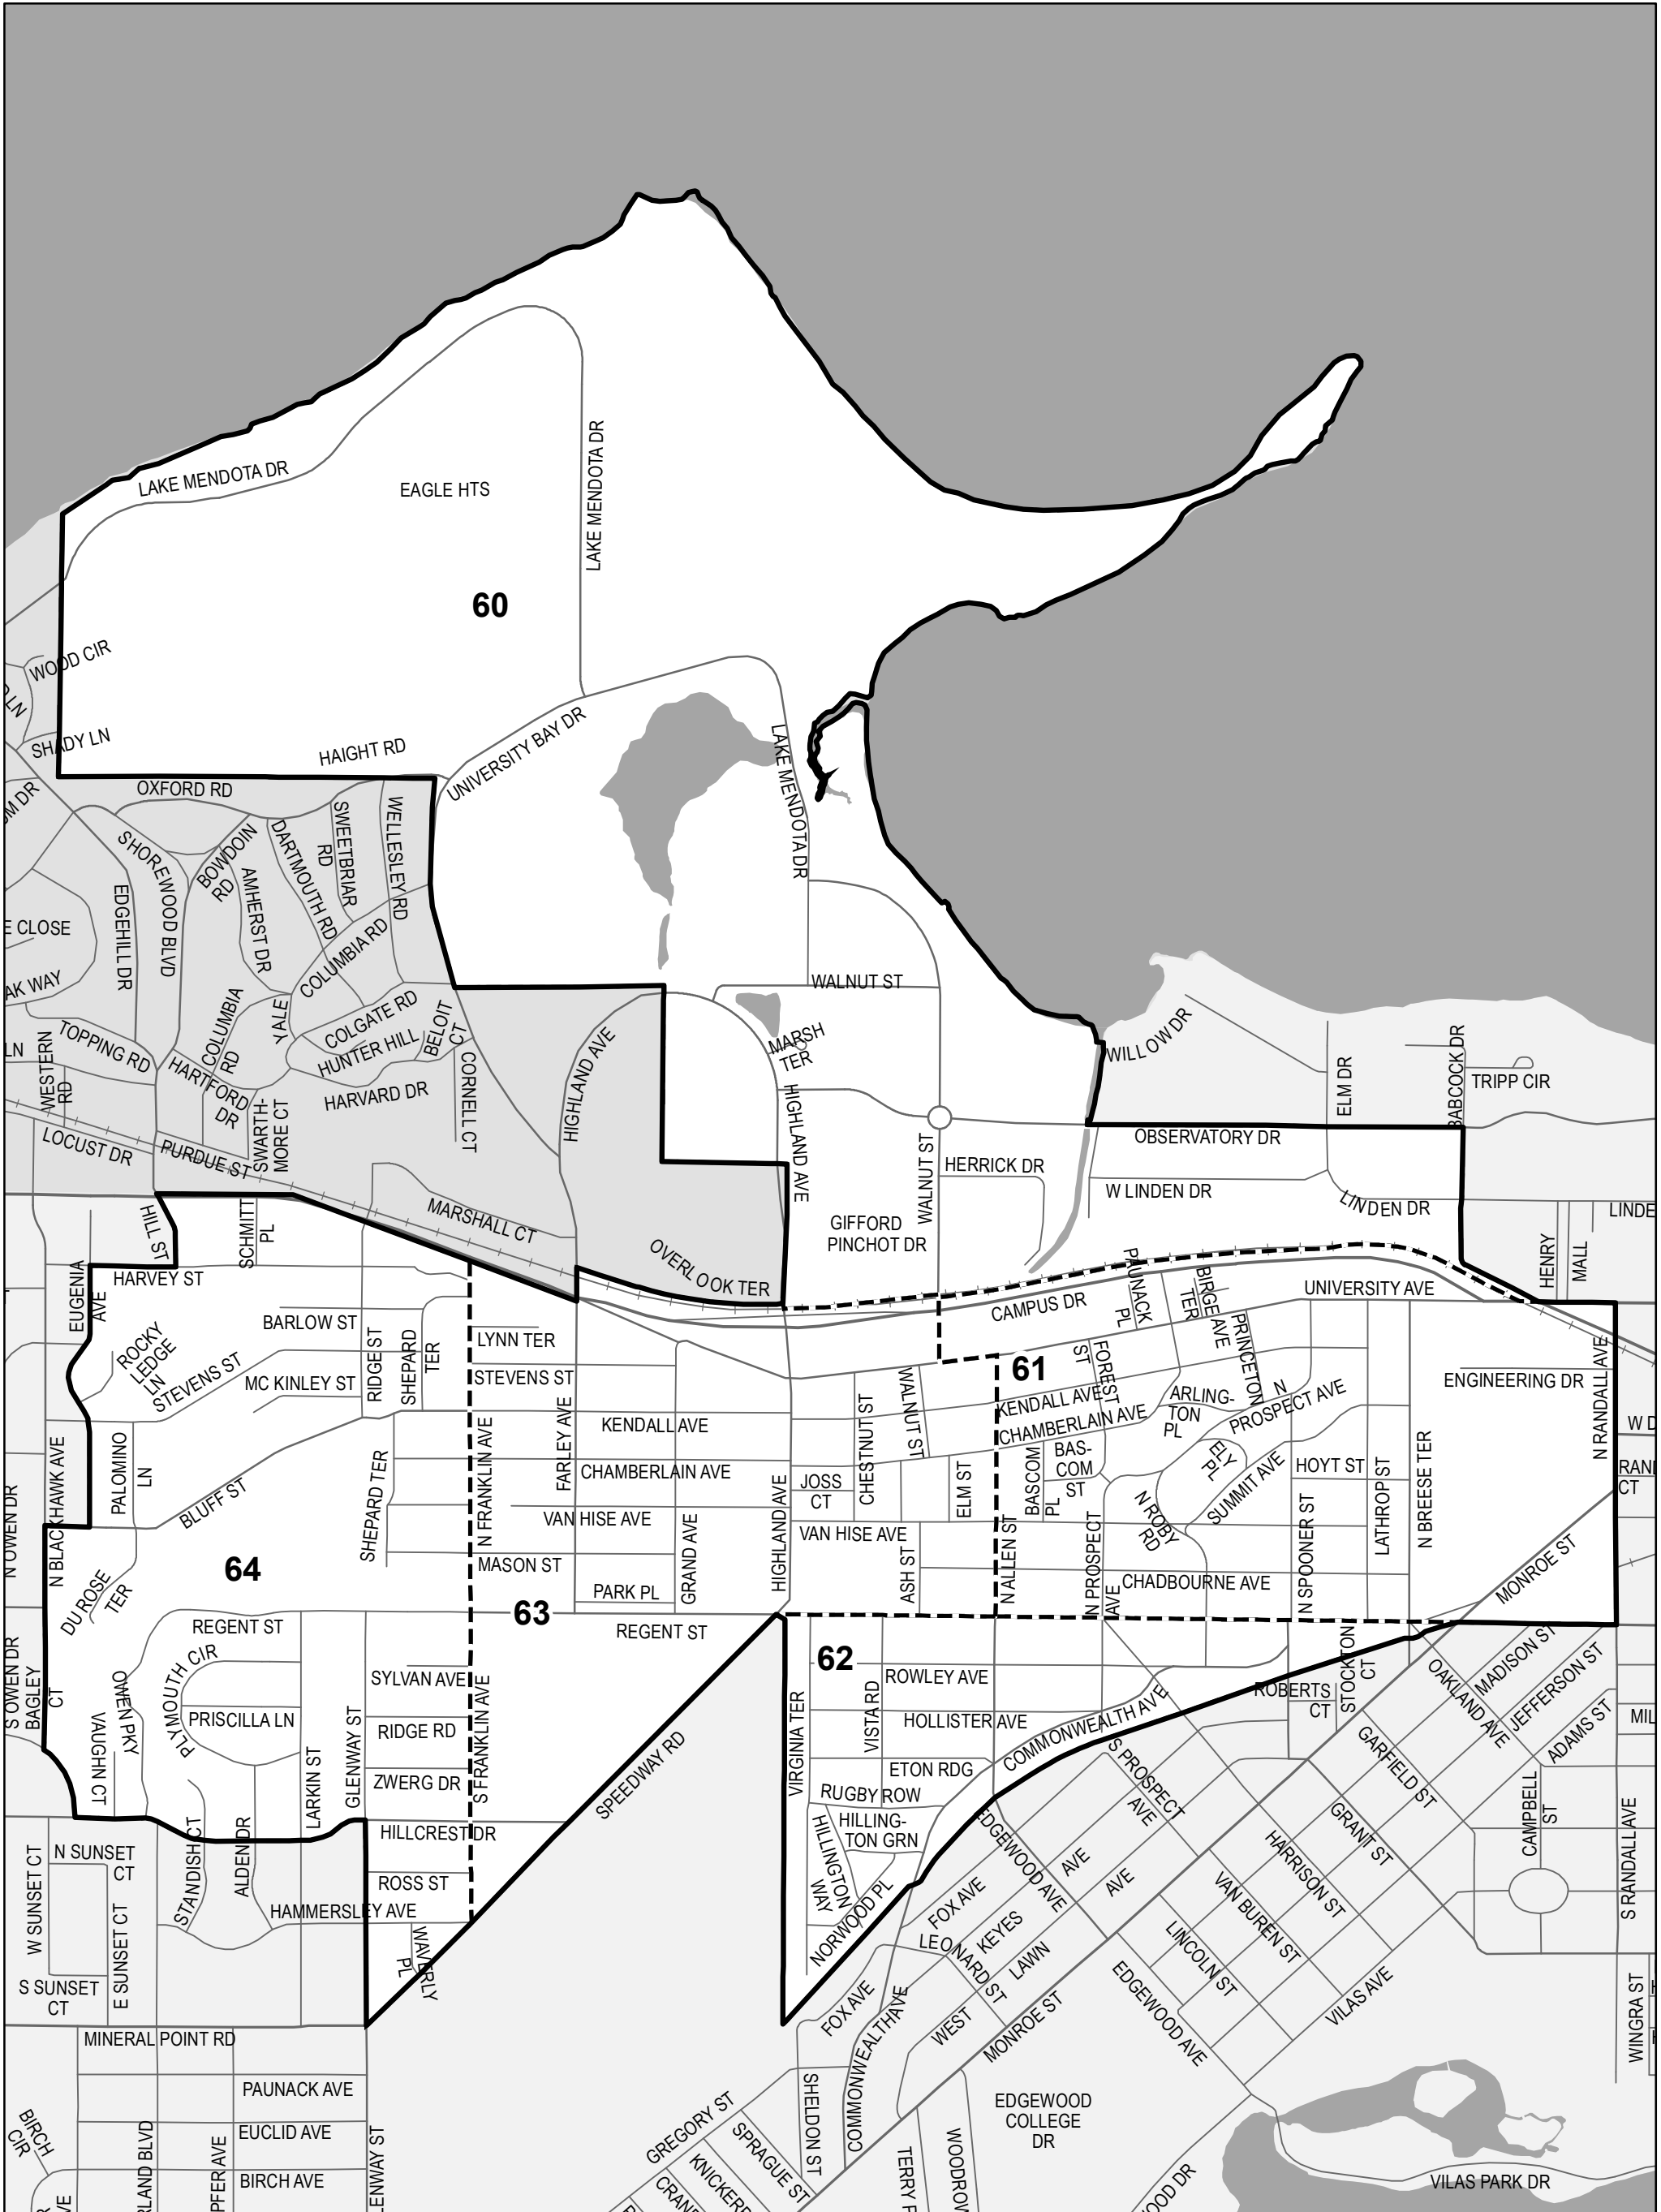 LAKE MENDOTA DR
EAGLE HTS
LAKE MENDOTA DR
60
WOOD CIR
SHADY LN
HAIGHT RD
UNIVERSITY BAY DR
LAKE MENDOTA DR
OXFORD RD
SHOREWOOD BLVD
BOWDOIN
RD
DARTMOUTH RD
SWEETBRIAR
RD
WELLESLEY RD
AMHERST DR
EDGEHILL DR
E CLOSE
AK WAY
COLUMBIA RD
COLUMBIA
RD
YALE
COLGATE RD
HUNTER HILL
BELOIT
CT
CORNELL CT
HIGHLAND AVE
WALNUT ST
MARSH
TER
HIGHLAND AVE
LN
WESTERN
RD
TOPPING RD
HARTFORD
DR
HARVARD DR
SWARTH-
MORE CT
LOCUST DR
PURDUE ST
MARSHALL CT
OVERLOOK TER
WILLOW DR
ELM DR
BABCOCK DR
TRIPP CIR
OBSERVATORY DR
WALNUT ST
HERRICK DR
W LINDEN DR
LINDEN DR
LINDE
GIFFORD
PINCHOT DR
HENRY
MALL
HILL ST
SCHMITT
PL
HARVEY ST
EUGENIA
AVE
BARLOW ST
ROCKY
LEDGE
LN
STEVENS ST
MC KINLEY ST
RIDGE ST
SHEPARD
TER
LYNN TER
STEVENS ST
CAMPUS DR
PAUNACK
PL
BIRGE
TER
AVE
PRINCETON
UNIVERSITY AVE
61
FOREST
ST
ENGINEERING DR
N RANDALL AVE
KENDALL AVE
KENDALL AVE
CHAMBERLAIN AVE
ARLING-
TON
PL
N
PROSPECT AVE
W D
WALNUT ST
CHESTNUT ST
FARLEY AVE
N FRANKLIN AVE
CHAMBERLAIN AVE
JOSS
CT
ELM ST
BASCOM
PL
BAS-
COM
ST
ELY
PL
SUMMIT AVE
HOYT ST
LATHROP ST
N BREESE TER
RAN
CT
N OWEN DR
N BLACKHAWK AVE
PALOMINO
LN
BLUFF ST
SHEPARD TER
VAN HISE AVE
VAN HISE AVE
HIGHLAND AVE
GRAND AVE
N ROBY
RD
N SPOONER ST
MASON ST
PARK PL
ASH ST
N ALLEN ST
N PROSPECT
AVE
CHADBOURNE AVE
MONROE ST
64
DU ROSE
TER
63
REGENT ST
REGENT ST
62
S OWEN DR
BAGLEY
CT
OWEN PKY
PLYMOUTH CIR
SYLVAN AVE
S FRANKLIN AVE
ROWLEY AVE
STOCKTON
CT
MADISON ST
OAKLAND AVE
JEFFERSON ST
ADAMS ST
MIL
ROBERTS
CT
PRISCILLA LN
RIDGE RD
VAUGHN CT
VIRGINIA TER
VISTA RD
HOLLISTER AVE
COMMONWEALTH AVE
S PROSPECT
AVE
GARFIELD ST
LARKIN ST
GLENWAY ST
ZWERG DR
SPEEDWAY RD
ETON RDG
RUGBY ROW
HILLING-
TON GRN
HILLINGTON
WAY
GRANT ST
CAMPBELL
ST
S RANDALL AVE
HILLCREST DR
N SUNSET
CT
W SUNSET CT
STANDISH CT
ALDEN DR
EDGEWOOD AVE
HARRISON ST
ROSS ST
HAMMERSLEY AVE
NORWOOD PL
FOX AVE
AVE
AVE
KEYES
LAWN
VAN BUREN ST
LINCOLN ST
E SUNSET CT
S SUNSET
CT
WAVERLY
PL
LEONARD ST
FOX AVE
WEST
MONROE ST
EDGEWOOD AVE
VILAS AVE
WINGRA ST
MINERAL POINT RD
PAUNACK AVE
COMMONWEALTH AVE
SHELDON ST
EDGEWOOD
COLLEGE
DR
BIRCH
CIR
EUCLID AVE
GREGORY ST
SPRAGUE ST
BIRCH AVE
VILAS PARK DR